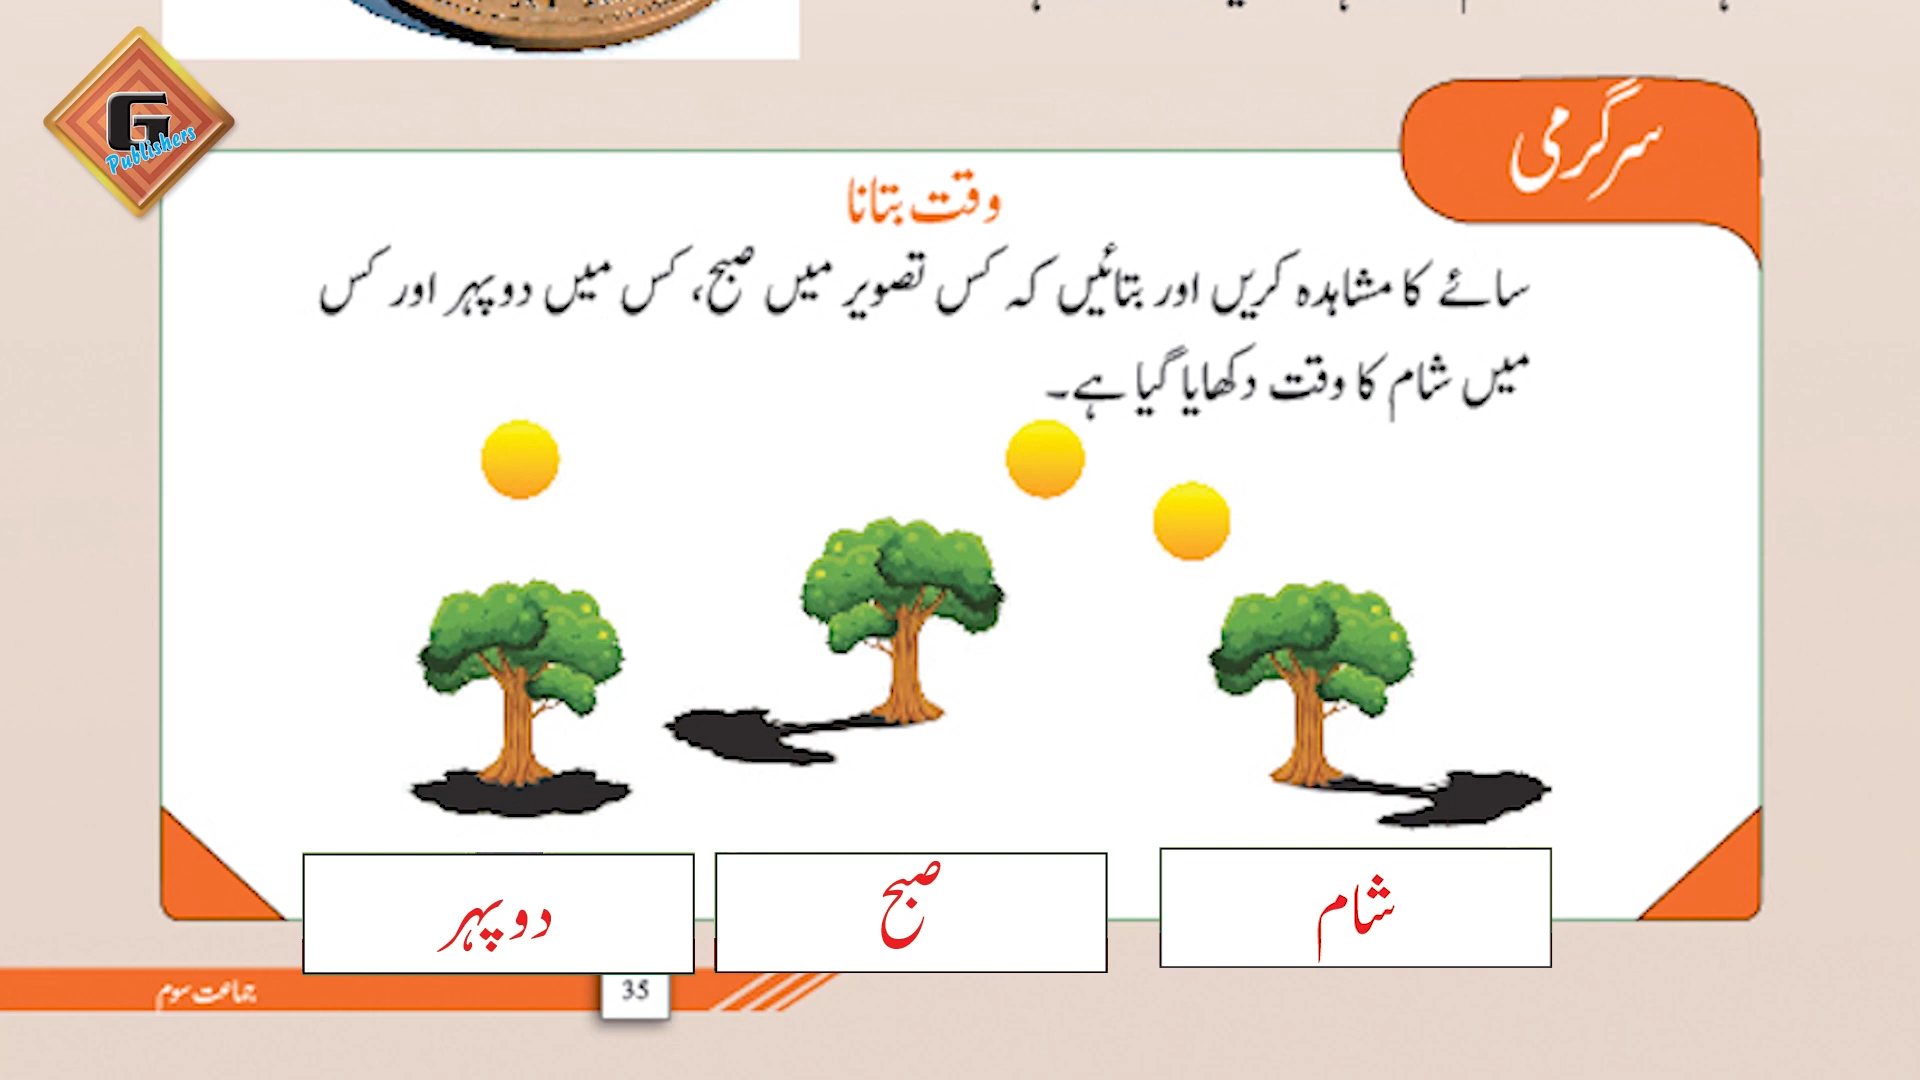 G
Publishers
سرگرمی
وقت بتانا
سائے کا مشاہدہ کریں اور بتائیں کہ کس تصویر میں صبح، کس میں دوپہر اور کس
میں شام کا وقت دکھایا گیا ہے۔
شام
صبح
دوپہر
35
جماعت سوم